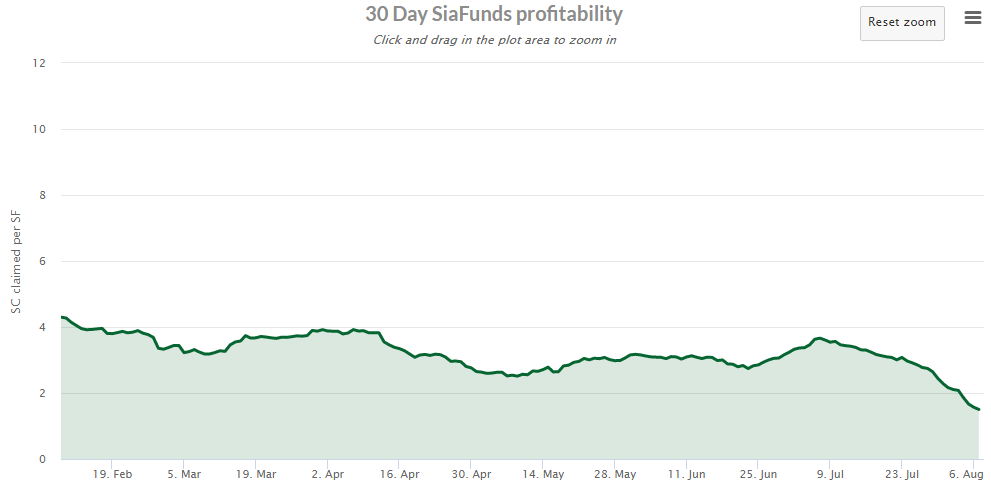 30 Day SiaFunds profitability
Click and drag in the plot area to zoom in
Reset zoom
SC claimed per SF
12
10
8
6
4
2
0
19. Feb
5. Mar
19. Mar
2. Apr
16. Apr
30. Apr
14. May
28. May
11. Jun
25. Jun
9. Jul
23. Jul
6. Aug